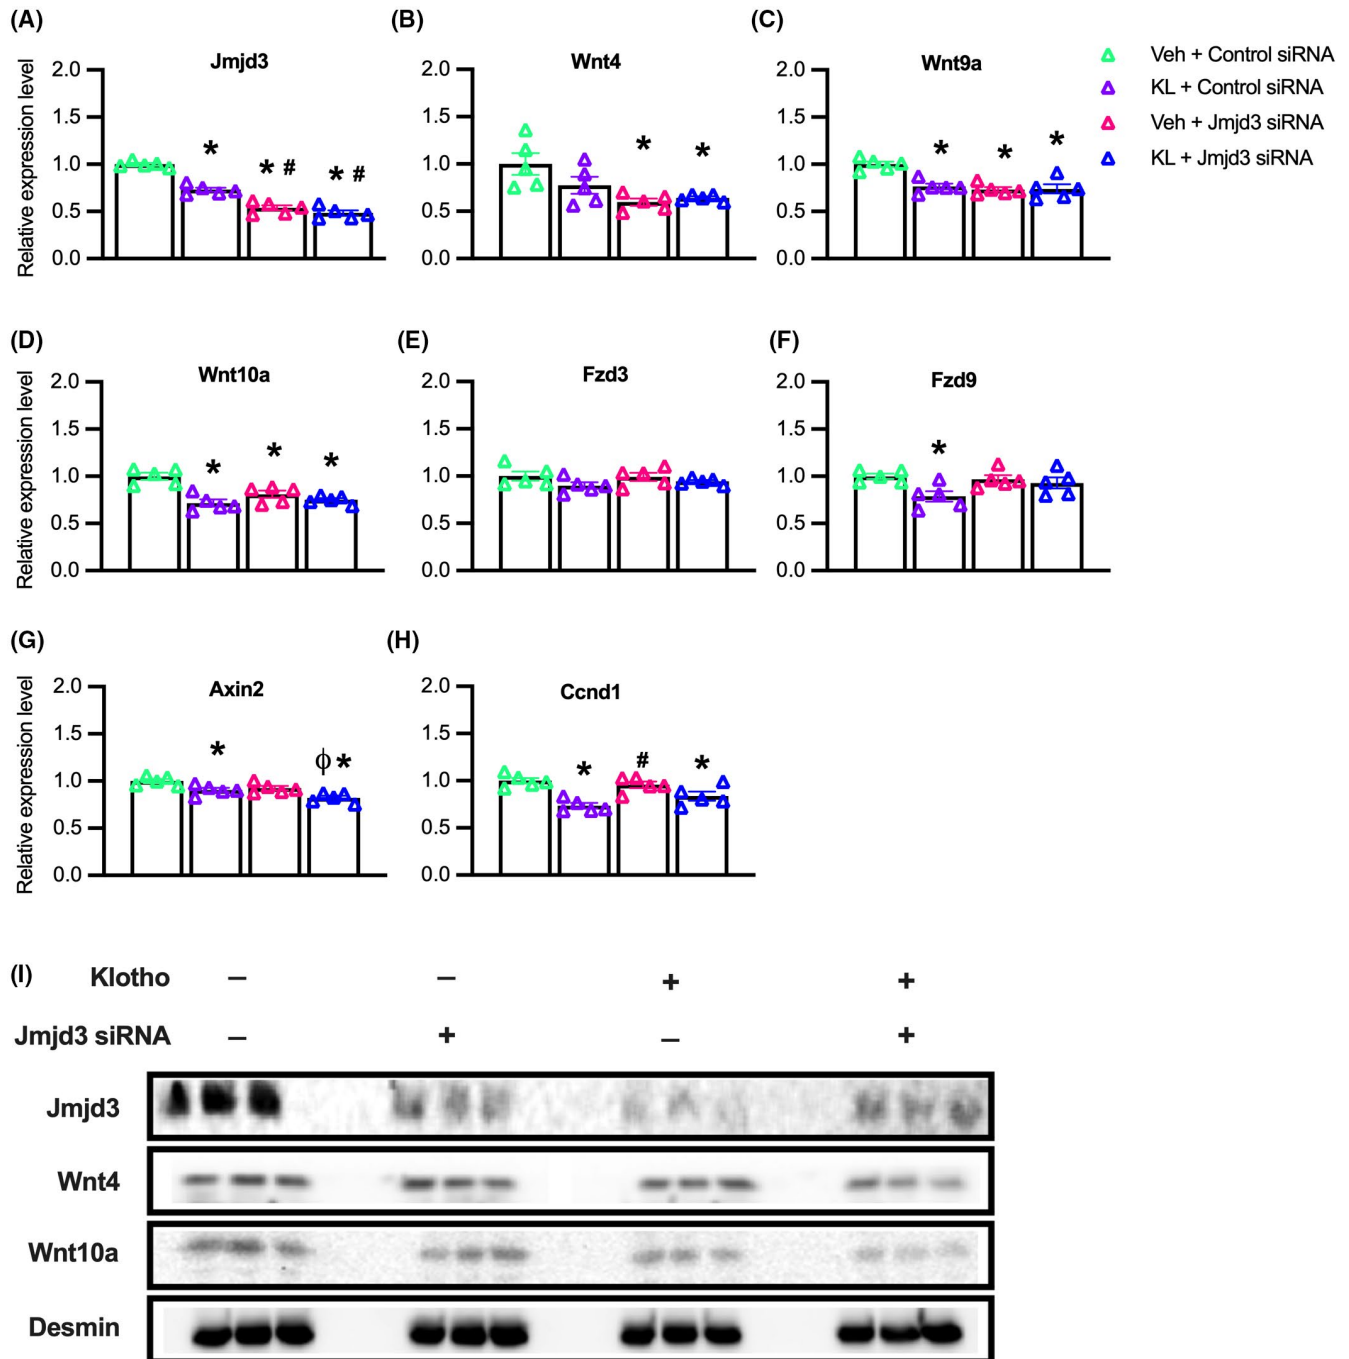 (A)
Jmjd3
Relative expression level
2.0
1.5
1.0
0.5
0.0
*
* #
* #
(B)
Wnt4
2.0
1.5
1.0
0.5
0.0
*
*
(C)
Wnt9a
2.0
1.5
1.0
0.5
0.0
*
*
*
Veh + Control siRNA
KL + Control siRNA
Veh + Jmjd3 siRNA
KL + Jmjd3 siRNA
(D)
Wnt10a
Relative expression level
2.0
1.5
1.0
0.5
0.0
*
*
*
(E)
Fzd3
2.0
1.5
1.0
0.5
0.0
(F)
Fzd9
2.0
1.5
1.0
0.5
0.0
*
(G)
Axin2
Relative expression level
2.0
1.5
1.0
0.5
0.0
*
ϕ *
(H)
Ccnd1
2.0
1.5
1.0
0.5
0.0
*
#
*
(I)
Klotho – – + +
Jmjd3 siRNA – + – +
Jmjd3
Wnt4
Wnt10a
Desmin